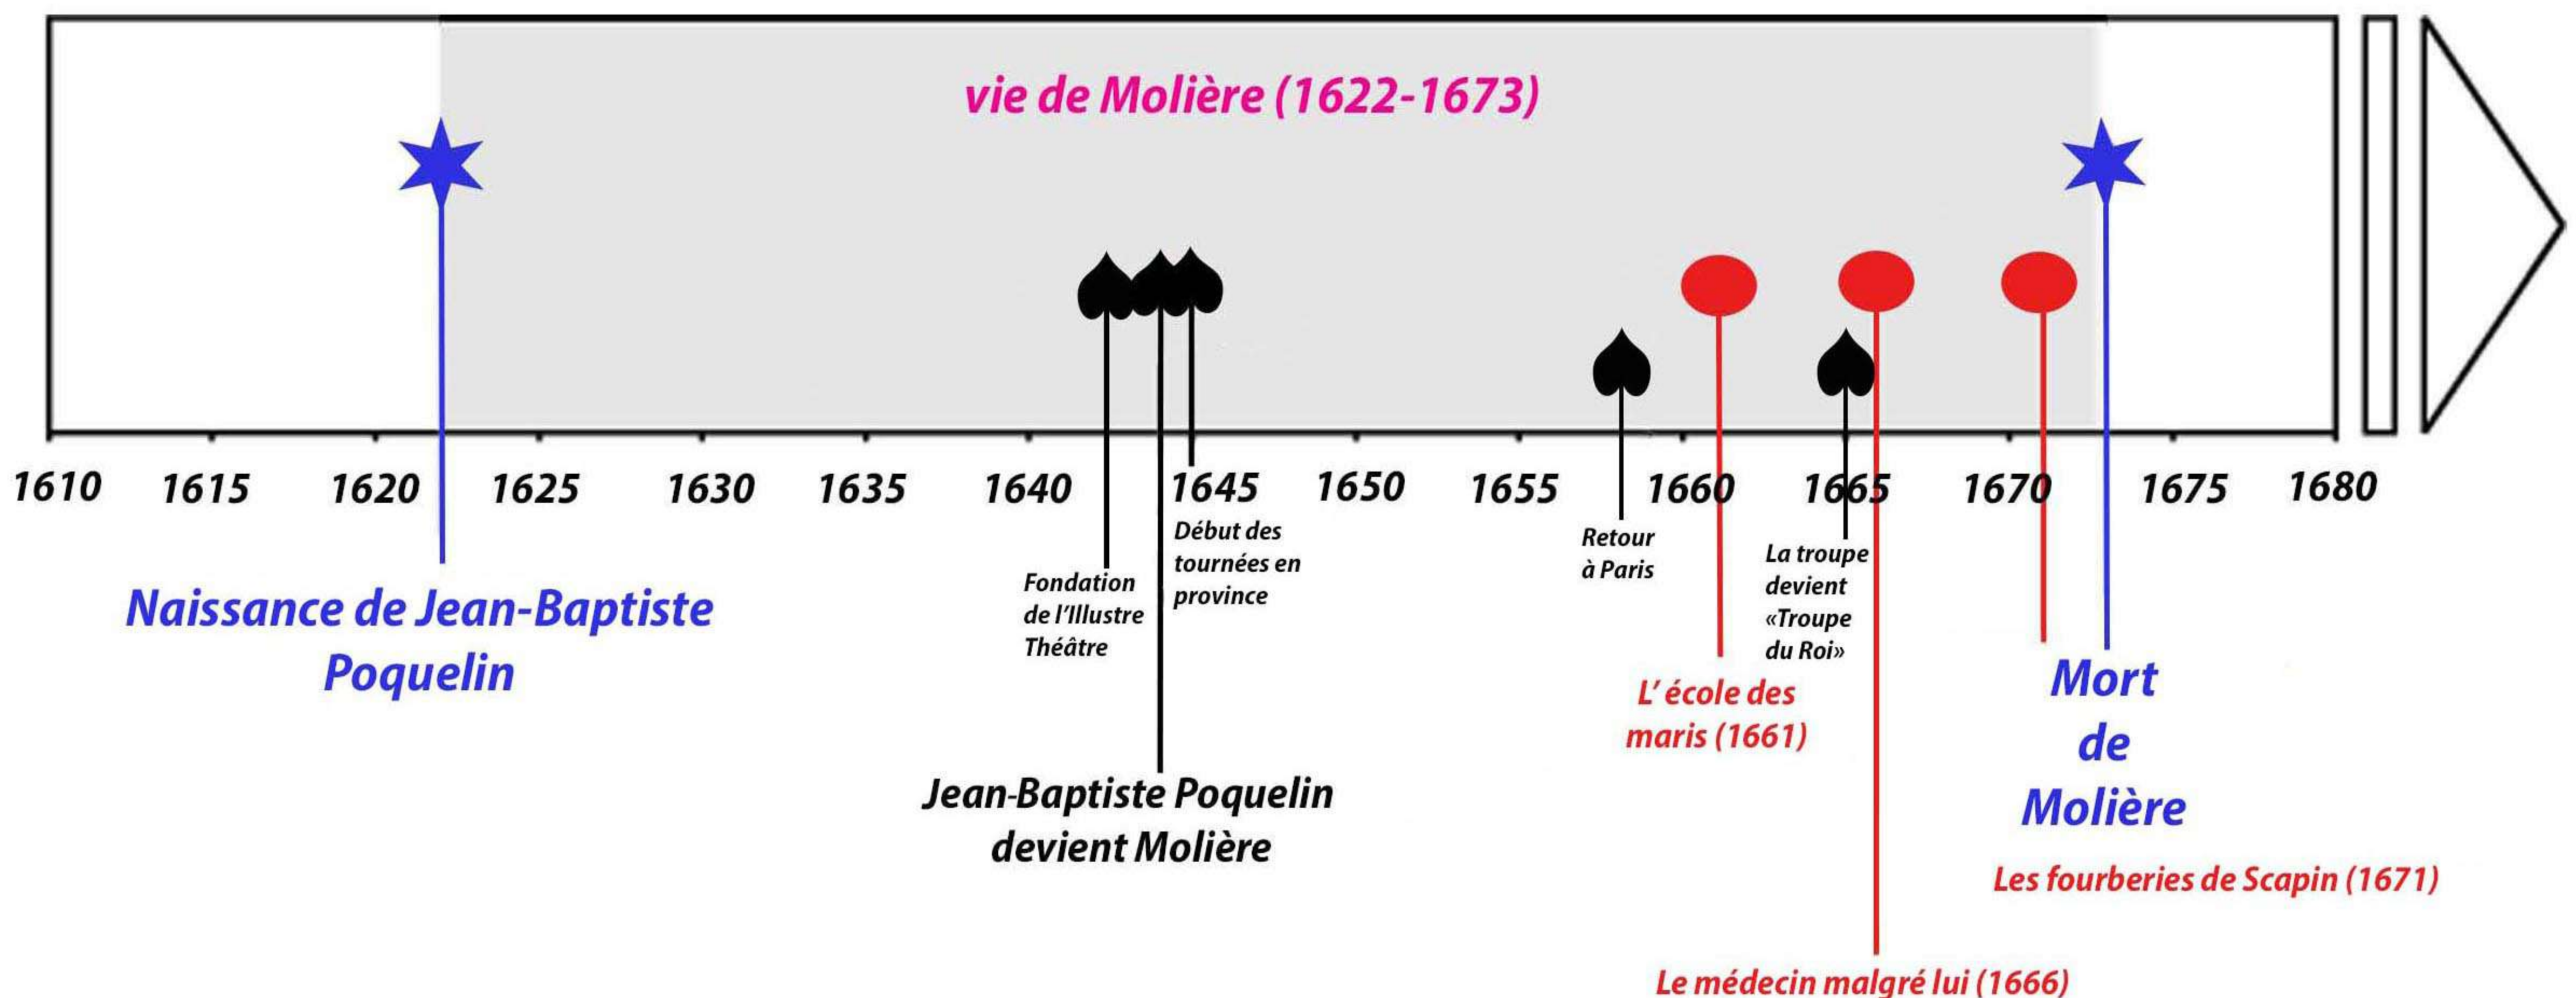 vie de Molière (1622-1673)
1610 1615 1620 1625 1630 1635 1640 1645 1650 1655 1660 1665 1670 1675 1680
Naissance de Jean-Baptiste
Poquelin
Fondation
de l'Illustre
Théâtre
Jean-Baptiste Poquelin
devient Molière
Début des
tournées en
province
Retour
à Paris
L' école des
maris (1661)
La troupe
devient
«Troupe
du Roi»
Le médecin malgré lui (1666)
Mort
de
Molière
Les fourberies de Scapin (1671)